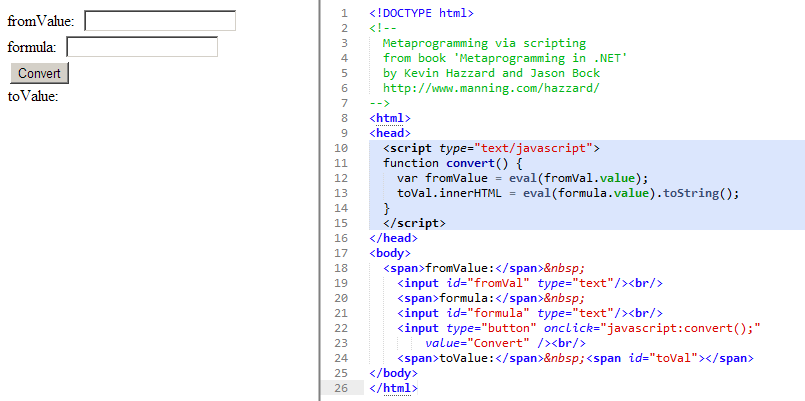 fromValue:
formula:
Convert
toValue:
1 <!DOCTYPE html>
2 <!--
3 Metaprogramming via scripting
4 from book 'Metaprogramming in .NET'
5 by Kevin Hazzard and Jason Bock
6 http://www.manning.com/hazzard/
7 -->
8 <html>
9 <head>
10 <script type="text/javascript">
11 function convert() {
12 var fromValue = eval(fromVal.value);
13 toVal.innerHTML = eval(formula.value).toString();
14 }
15 </script>
16 </head>
17 <body>
18 <span>fromValue:</span>&nbsp;
19 <input id="fromVal" type="text"/><br/>
20 <span>formula:</span>&nbsp;
21 <input id="formula" type="text"/><br/>
22 <input type="button" onclick="javascript:convert();"
23 value="Convert" /><br/>
24 <span>toValue:</span>&nbsp;<span id="toVal"></span>
25 </body>
26 </html>